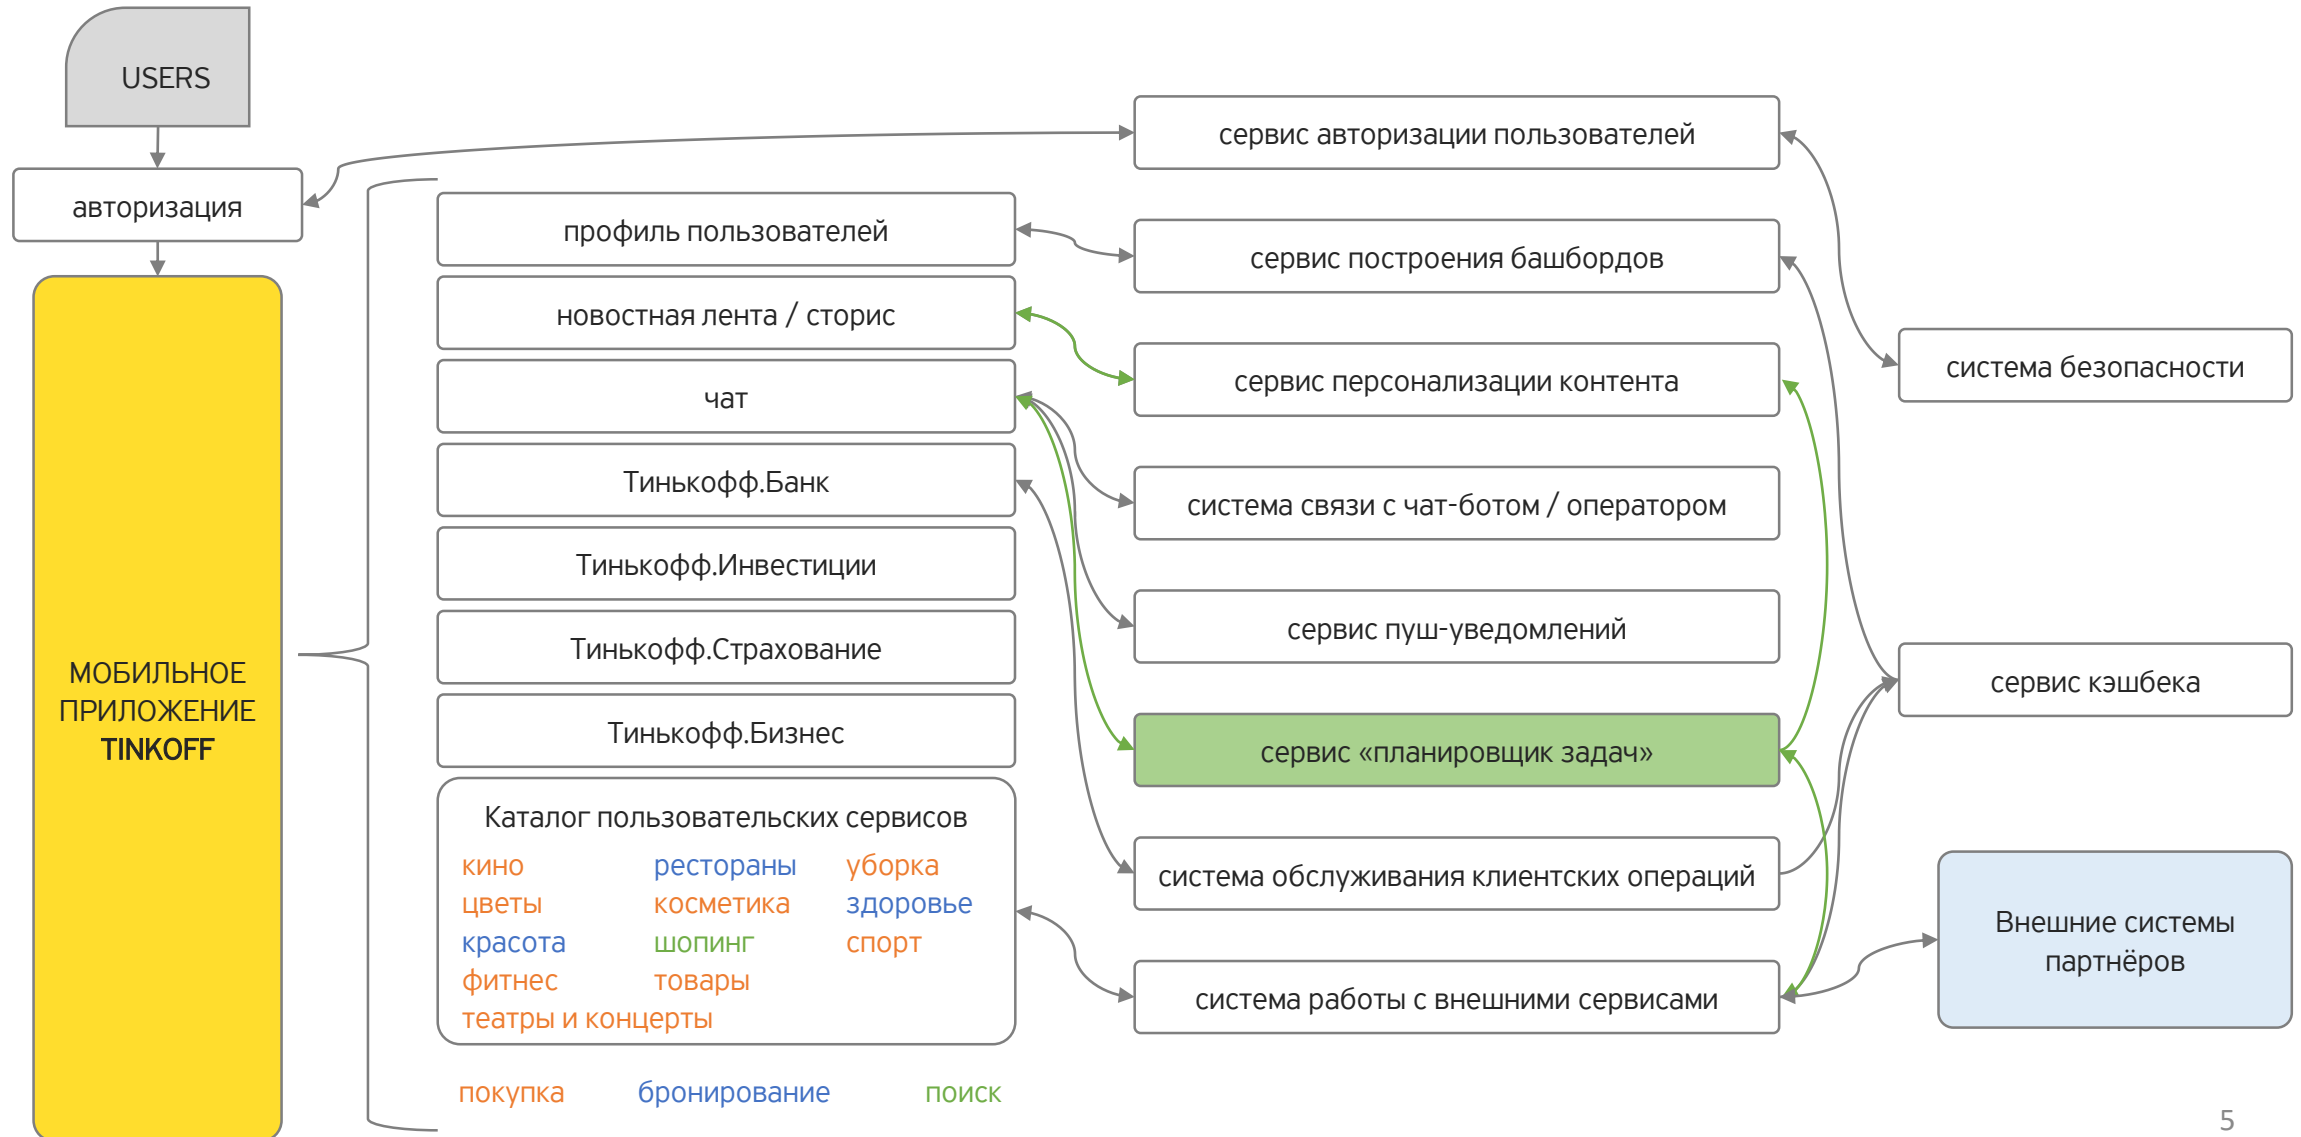 USERS
авторизация
МОБИЛЬНОЕ
ПРИЛОЖЕНИЕ
TINKOFF
профиль пользователей
новостная лента / сторис
чат
Тинькофф.Банк
Тинькофф.Инвестиции
Тинькофф.Страхование
Тинькофф.Бизнес
Каталог пользовательских сервисов
кино рестораны уборка
цветы косметика здоровье
красота шопинг спорт
фитнес товары
театры и концерты
покупка бронирование поиск
сервис авторизации пользователей
сервис построения башбордов
сервис персонализации контента
система связи с чат-ботом / оператором
сервис пуш-уведомлений
сервис «планировщик задач»
система обслуживания клиентских операций
система работы с внешними сервисами
система безопасности
сервис кэшбека
Внешние системы
партнёров
5